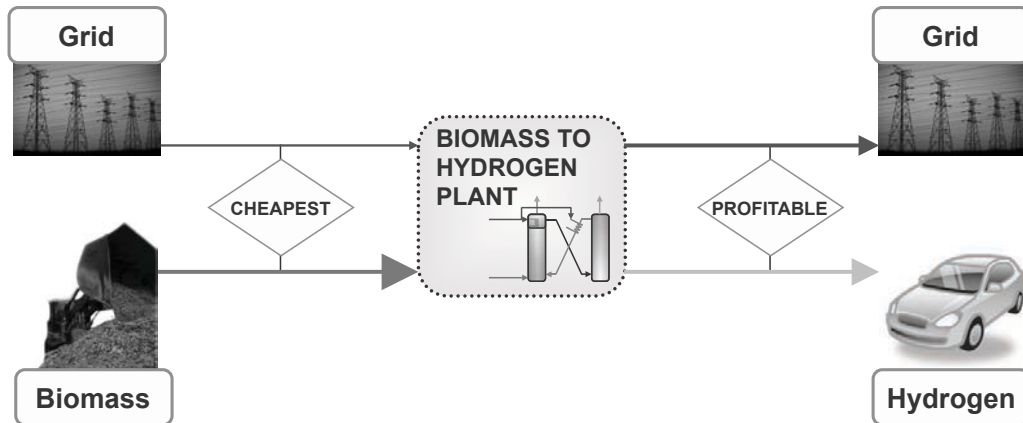 Grid
Grid
BIOMASS TO
HYDROGEN
PLANT
CHEAPEST
PROFITABLE
Biomass
Hydrogen